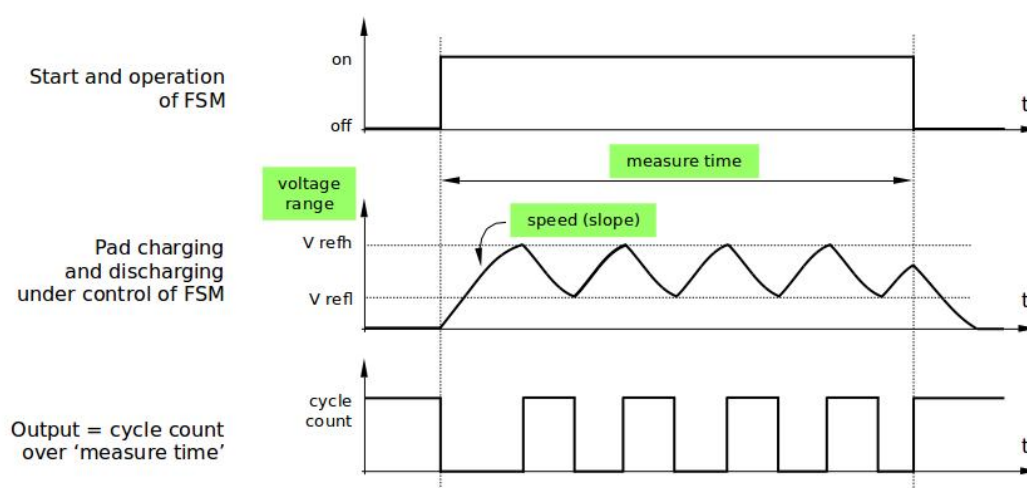 Start and operation
of FSM
on
off
t
measure time
voltage
range
speed (slope)
Pad charging
and discharging
under control of FSM
V refh
V refl
t
Output = cycle count
over ‘measure time’
cycle
count
t